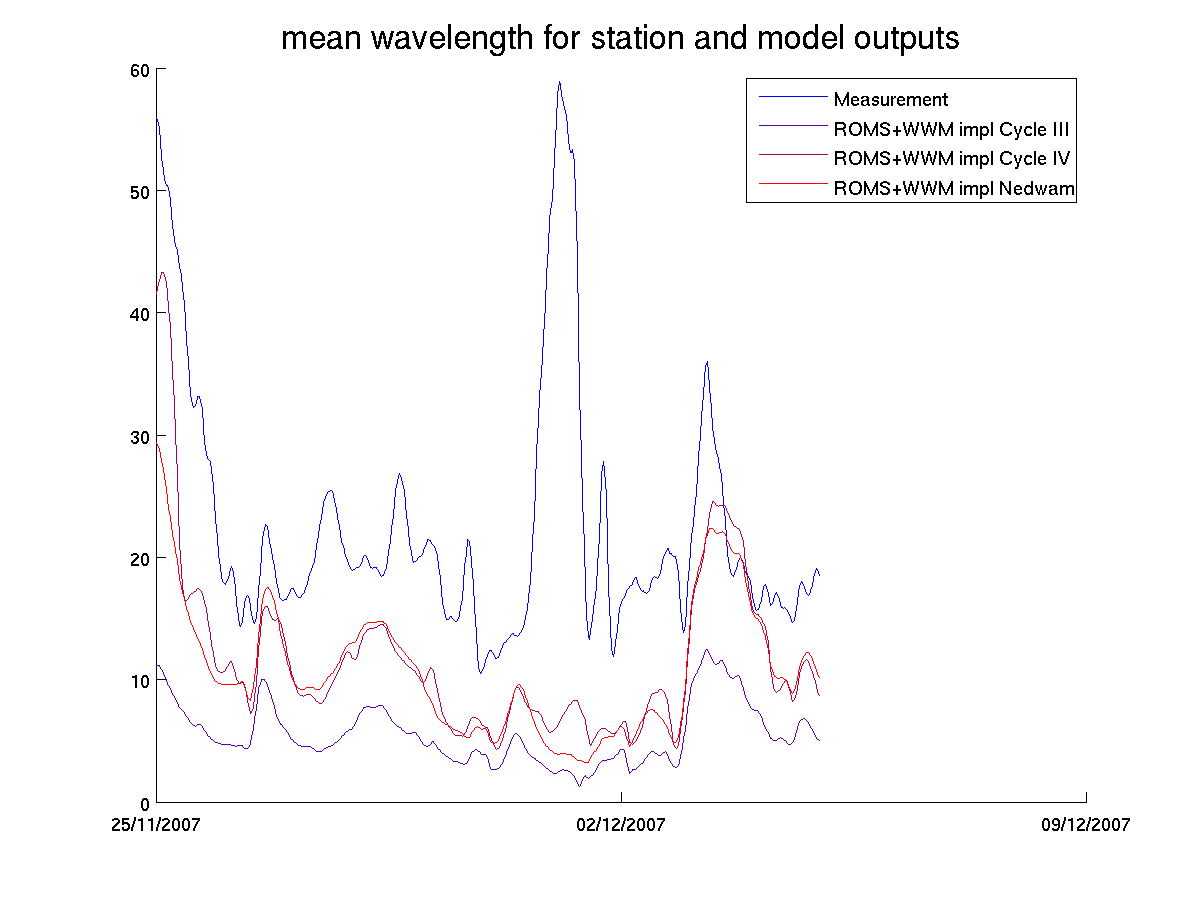 mean wavelength for station and model outputs
60
Measurement
ROMS+WWM impl Cycle III
ROMS+WWM impl Cycle IV
ROMS+WWM impl Nedwam
50
40
30
20
10
0
25/11/2007
02/12/2007
09/12/2007